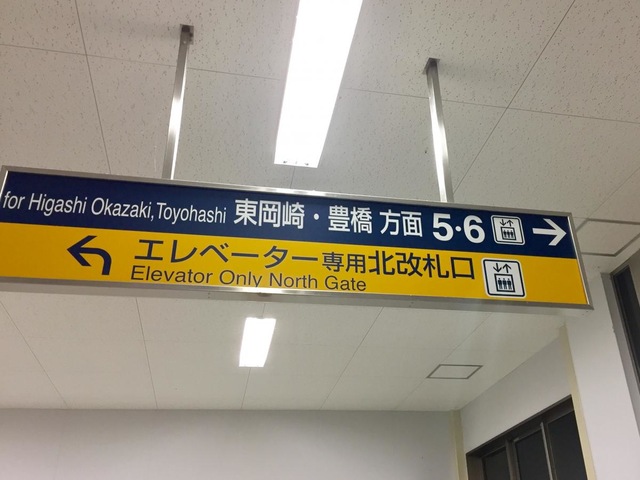 for Higashi Okazaki, Toyohashi 東岡崎・豊橋 方面 5・6
エレベーター専用北改札口
Elevator Only North Gate